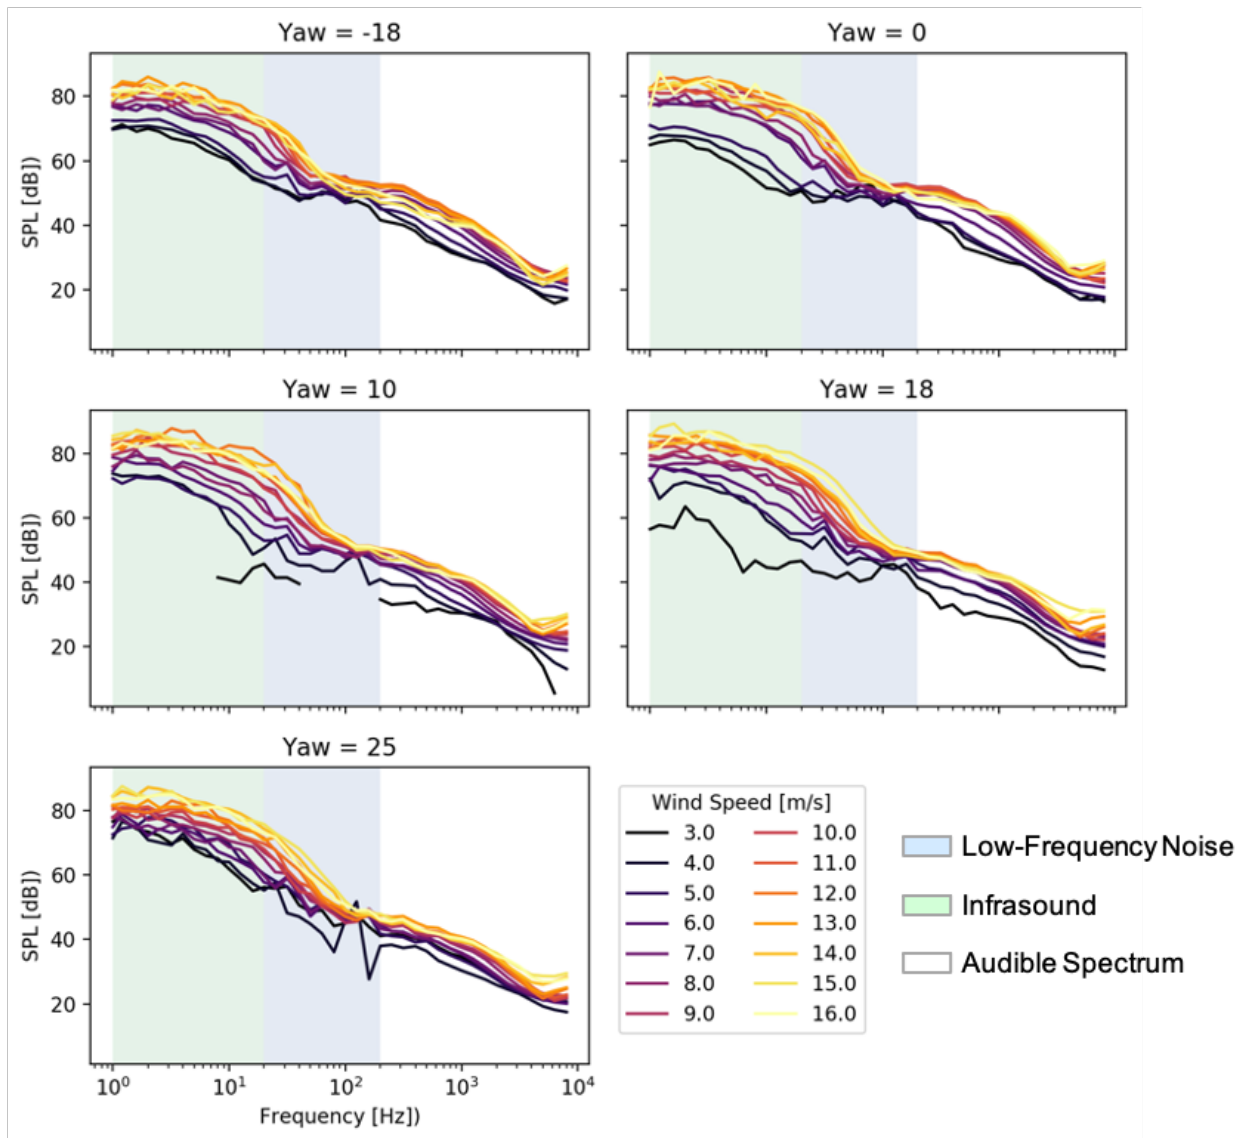 Yaw = -18
Yaw = 0
SPL [dB])
80
60
40
20
Yaw = 10
Yaw = 18
SPL [dB])
80
60
40
20
Yaw = 25
SPL [dB])
80
60
40
20
10⁰ 10¹ 10² 10³ 10⁴
Frequency [Hz])
Wind Speed [m/s]
3.0 10.0
4.0 11.0
5.0 12.0
6.0 13.0
7.0 14.0
8.0 15.0
9.0 16.0
Low-Frequency Noise
Infrasound
Audible Spectrum